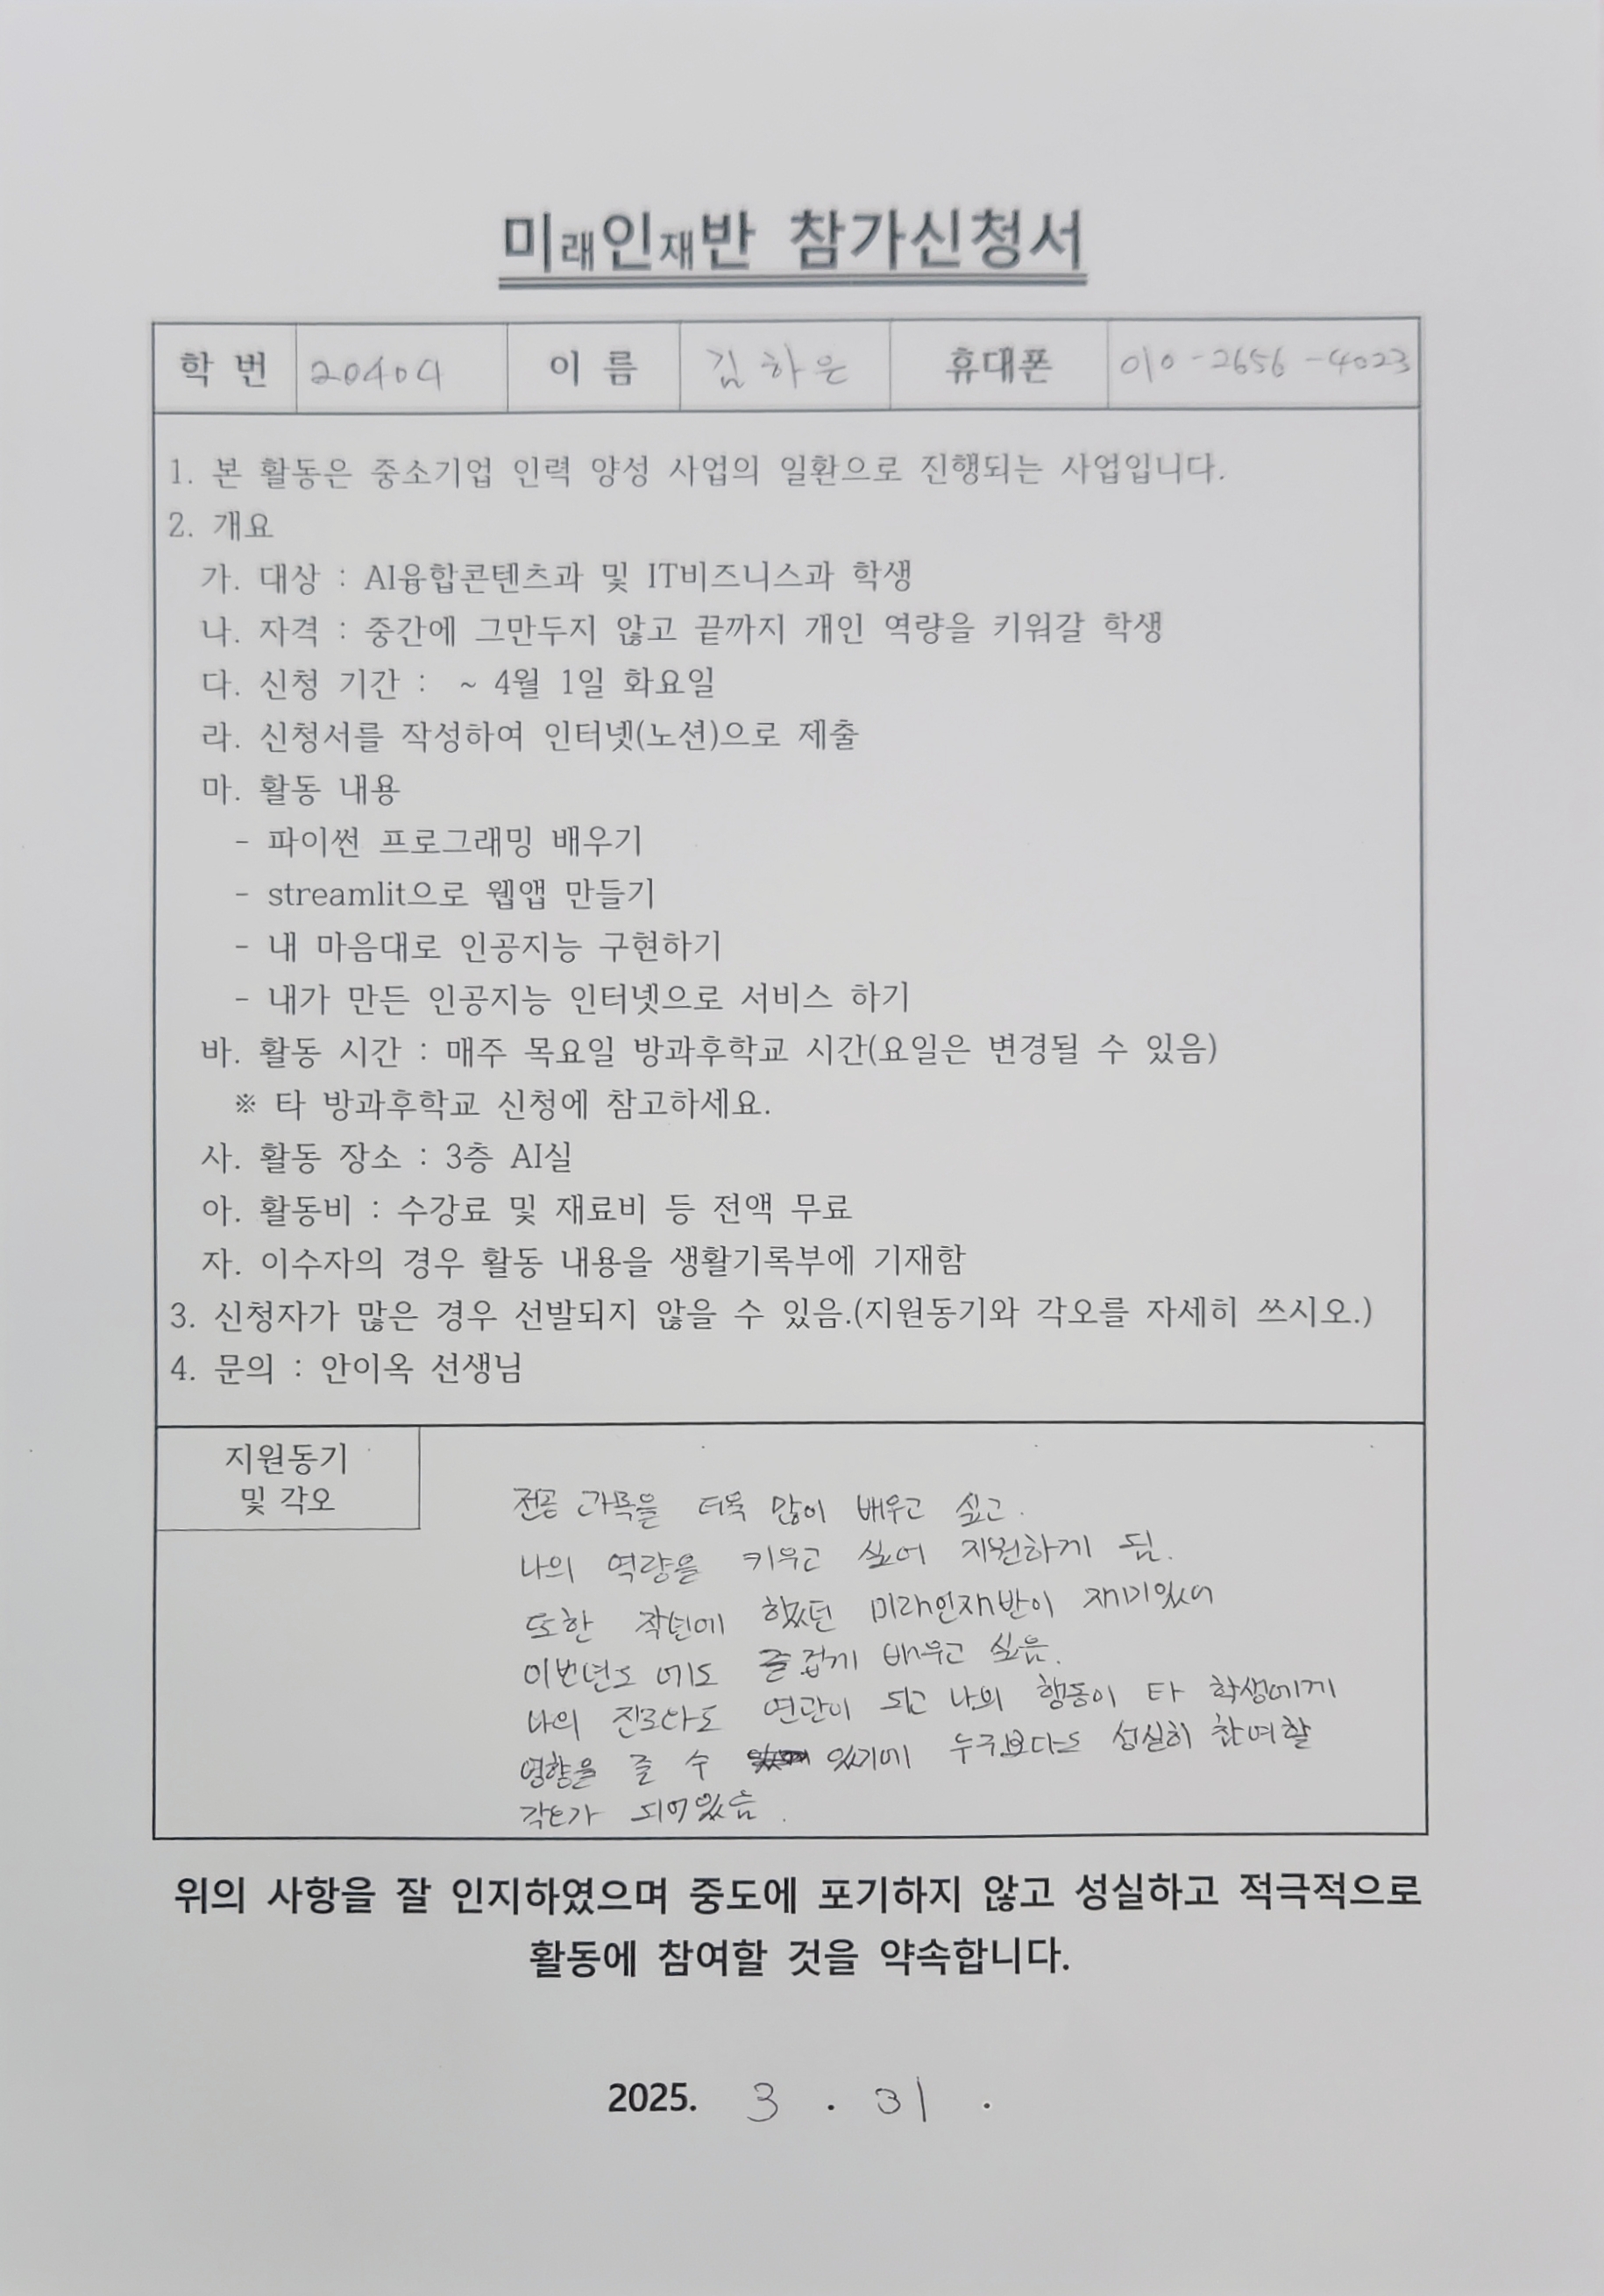 미래인재반 참가신청서
학 번 20404 이 름 김하은 휴대폰 010-2656-4023
1. 본 활동은 중소기업 인력 양성 사업의 일환으로 진행되는 사업입니다.
2. 개요
가. 대상 : AI융합콘텐츠과 및 IT비즈니스과 학생
나. 자격 : 중간에 그만두지 않고 끝까지 개인 역량을 키워갈 학생
다. 신청 기간 : ~ 4월 1일 화요일
라. 신청서를 작성하여 인터넷(노션)으로 제출
마. 활동 내용
- 파이썬 프로그래밍 배우기
- streamlit으로 웹앱 만들기
- 내 마음대로 인공지능 구현하기
- 내가 만든 인공지능 인터넷으로 서비스 하기
바. 활동 시간 : 매주 목요일 방과후학교 시간(요일은 변경될 수 있음)
※ 타 방과후학교 신청에 참고하세요.
사. 활동 장소 : 3층 AI실
아. 활동비 : 수강료 및 재료비 등 전액 무료
자. 이수자의 경우 활동 내용을 생활기록부에 기재함
3. 신청자가 많은 경우 선발되지 않을 수 있음.(지원동기와 각오를 자세히 쓰시오.)
4. 문의 : 안이옥 선생님
지원동기
및 각오
전공 과목을 더욱 많이 배우고 싶고.
나의 역량을 키우고 싶어 지원하게 됨.
또한 작년에 했던 미래인재반이 재미있어
이번년도 에도 즐겁게 배우고 싶음.
나의 진로와도 연관이 되고 나의 행동이 타 학생에게
영향을 줄 수 있기에 누구보다도 성실히 참여할
각오가 되어있음.
위의 사항을 잘 인지하였으며 중도에 포기하지 않고 성실하고 적극적으로
활동에 참여할 것을 약속합니다.
2025. 3 . 31 .